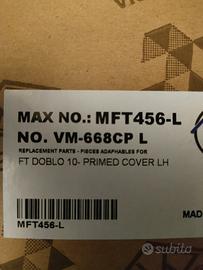 MAX NO.: MFT456-L
NO. VM-668CP L
REPLACEMENT PARTS - PIECES ADAPHABLES FOR
FT DOBLO 10- PRIMED COVER LH
MFT456-L
MAD
subito